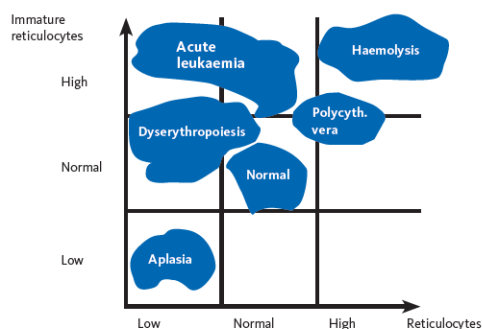 Immature
reticulocytes
Acute
leukaemia
Haemolysis
High
Polycyth.
vera
Dyserythropoiesis
Normal
Normal
Low
Aplasia
Low
Normal
High
Reticulocytes